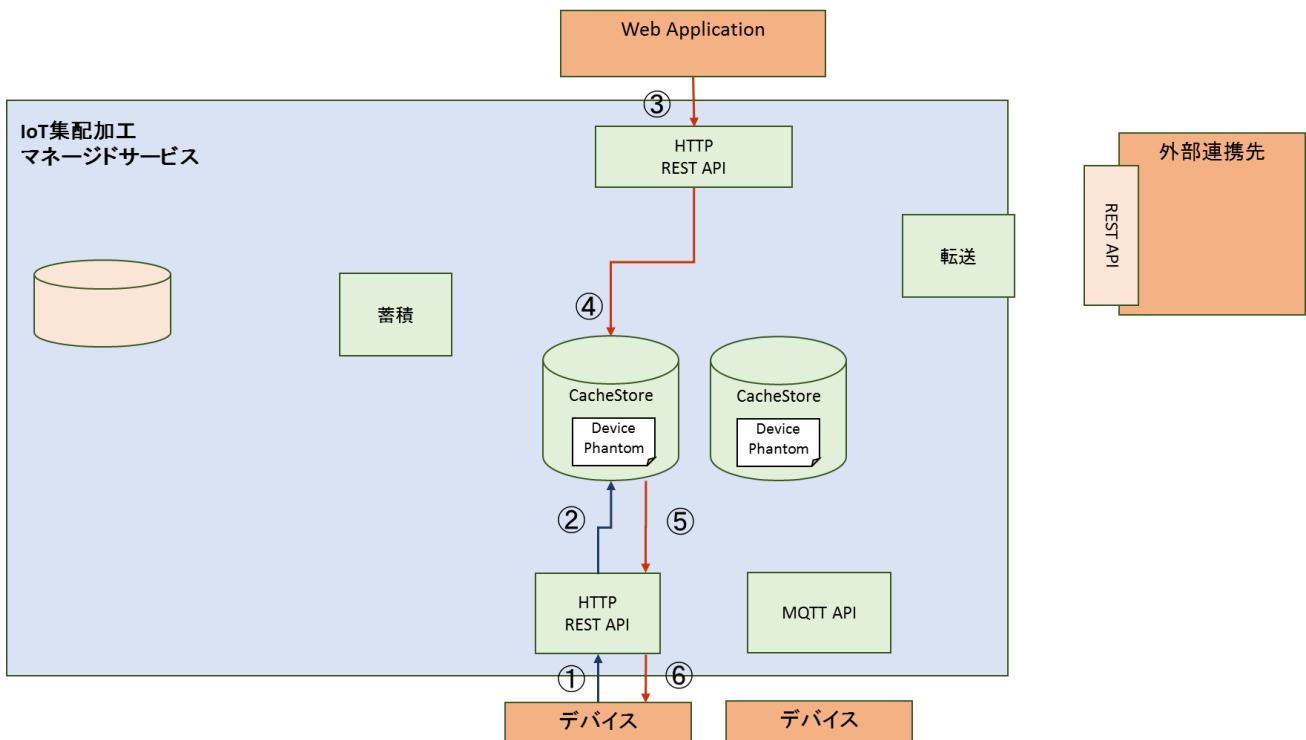 Web Application
③
IoT集配加工
マネージドサービス
HTTP
REST API
外部連携先
REST API
転送
蓄積
④
CacheStore
Device
Phantom
CacheStore
Device
Phantom
②
⑤
HTTP
REST API
MQTT API
①
⑥
デバイス
デバイス